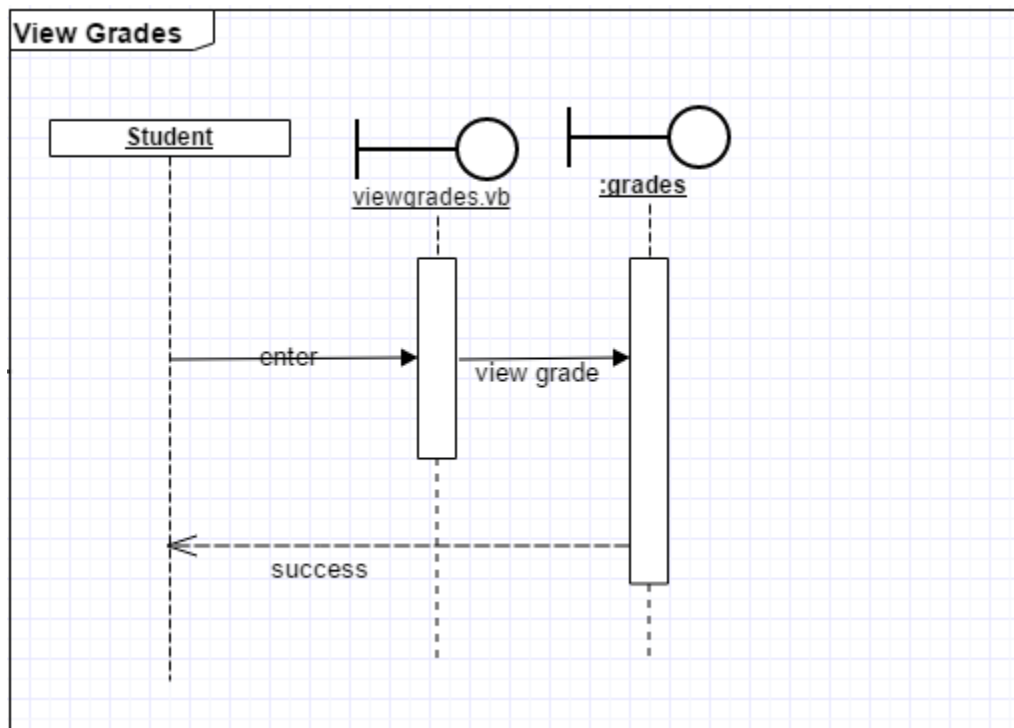 View Grades
Student
viewgrades.vb
:grades
enter
view grade
success